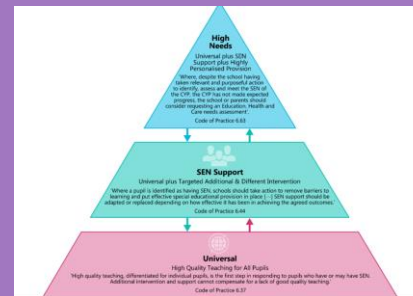 High
Needs
Universal plus SEN
Support plus Highly
Personalised Provision
'Where, despite the school having
taken relevant and purposeful action
to identify, assess and meet the SEN of
the CYP, the CYP has not made expected
progress, the school or parents should
consider requesting an Education, Health and
Care needs assessment'.
Code of Practice 6.63
SEN Support
Universal plus Targeted Additional & Different Intervention
'Where a pupil is identified as having SEN, schools should take action to remove barriers to
learning and put effective special educational provision in place (…) SEN support should be
adapted or replaced depending on how effective it has been in achieving the agreed outcomes.'
Code of Practice 6.44
Universal
High Quality Teaching for All Pupils
'High quality teaching, differentiated for individual pupils, is the first step in responding to pupils who have or may have SEN.
Additional intervention and support cannot compensate for a lack of good quality teaching.'
Code of Practice 6.37